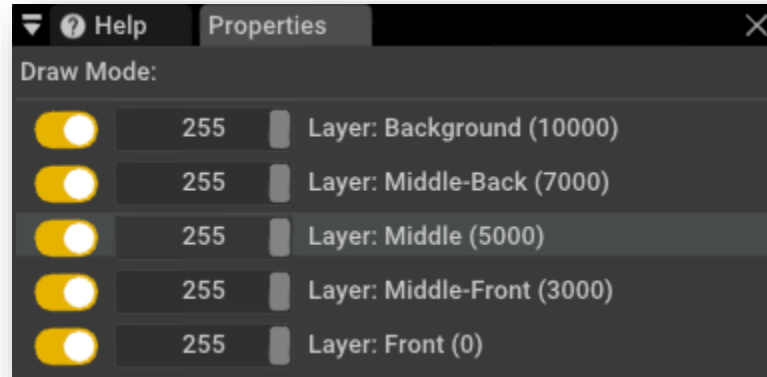 Help Properties
Draw Mode:
255 Layer: Background (10000)
255 Layer: Middle-Back (7000)
255 Layer: Middle (5000)
255 Layer: Middle-Front (3000)
255 Layer: Front (0)